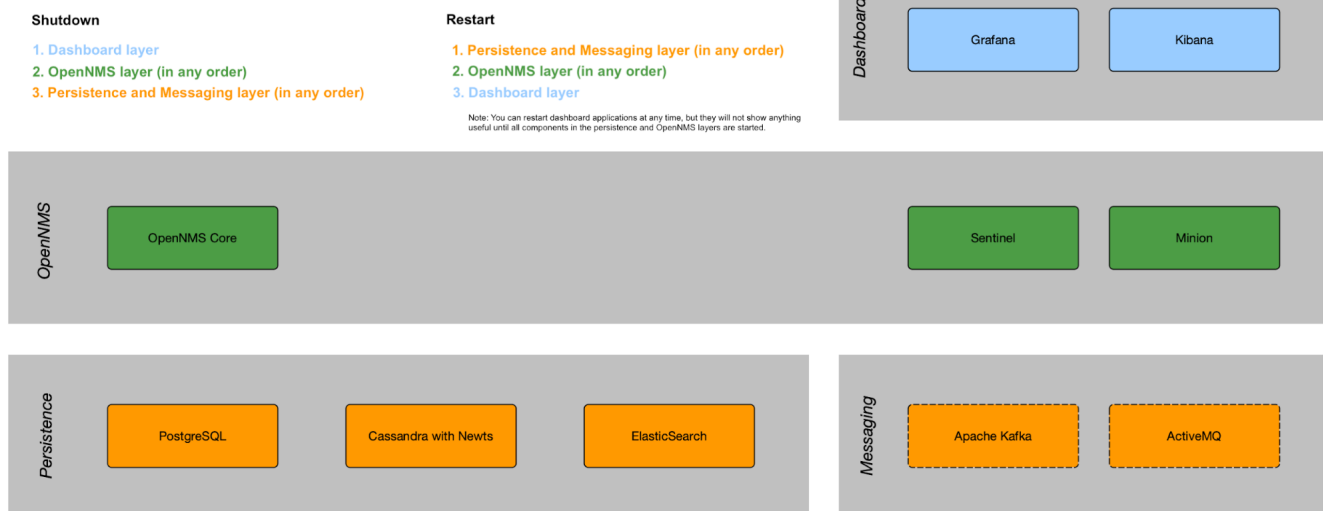 Shutdown
1. Dashboard layer
2. OpenNMS layer (in any order)
3. Persistence and Messaging layer (in any order)
Restart
1. Persistence and Messaging layer (in any order)
2. OpenNMS layer (in any order)
3. Dashboard layer
Note: You can restart dashboard applications at any time, but they will not show anything
useful until all components in the persistence and OpenNMS layers are started.
Dashboard
Grafana
Kibana
OpenNMS
OpenNMS Core
Sentinel
Minion
Persistence
PostgreSQL
Cassandra with Newts
ElasticSearch
Messaging
Apache Kafka
ActiveMQ